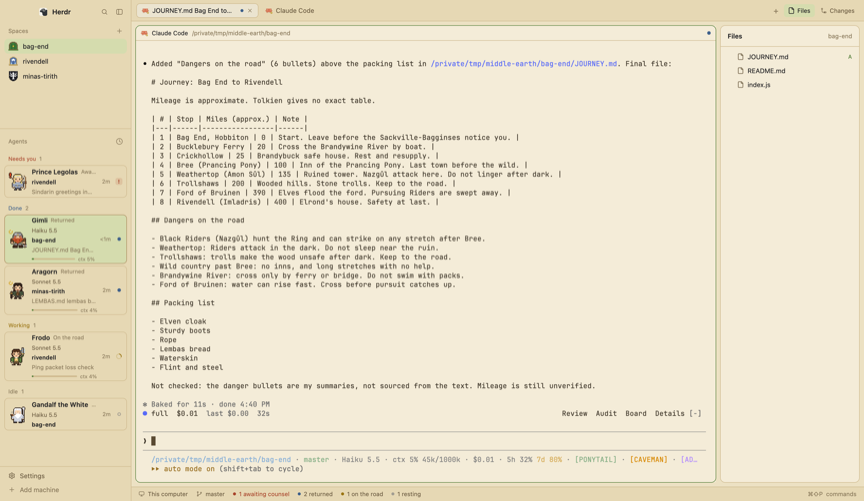 Herdr
JOURNEY.md Bag End to...
Claude Code
Files
Changes
Spaces
bag-end
rivendell
minas-tirith
Agents
Needs you 1
Prince Legolas Awa...
rivendell 2m
Sindarin greetings in...
Done 2
Gimli Returned
Haiku 5.5
bag-end <1m
JOURNEY.md Bag En...
ctx 5%
Aragorn Returned
Sonnet 5.5
minas-tirith 2m
LEMBAS.md lembas b...
ctx 4%
Working 1
Frodo On the road
Sonnet 5.5
rivendell 2m
Ping packet loss check
ctx 4%
Idle 1
Gandalf the White ..
Haiku 5.5 2m
bag-end
Settings
+ Add machine
Claude Code /private/tmp/middle-earth/bag-end
• Added "Dangers on the road" (6 bullets) above the packing list in /private/tmp/middle-earth/bag-end/JOURNEY.md. Final file:
# Journey: Bag End to Rivendell
Mileage is approximate. Tolkien gives no exact table.
| # | Stop | Miles (approx.) | Note |
|---|------|-----------------|------|
| 1 | Bag End, Hobbiton | 0 | Start. Leave before the Sackville-Bagginses notice you. |
| 2 | Bucklebury Ferry | 20 | Cross the Brandywine River by boat. |
| 3 | Crickhollow | 25 | Brandybuck safe house. Rest and resupply. |
| 4 | Bree (Prancing Pony) | 100 | Inn of the Prancing Pony. Last town before the wild. |
| 5 | Weathertop (Amon Sûl) | 135 | Ruined tower. Nazgûl attack here. Do not linger after dark. |
| 6 | Trollshaws | 200 | Wooded hills. Stone trolls. Keep to the road. |
| 7 | Ford of Bruinen | 390 | Elves flood the ford. Pursuing Riders are swept away. |
| 8 | Rivendell (Imladris) | 400 | Elrond's house. Safety at last. |
## Dangers on the road
- Black Riders (Nazgûl) hunt the Ring and can strike on any stretch after Bree.
- Weathertop: Riders attack in the dark. Do not sleep near the ruin.
- Trollshaws: trolls make the wood unsafe after dark. Keep to the road.
- Wild country past Bree: no inns, and long stretches with no help.
- Brandywine River: cross only by ferry or bridge. Do not swim with packs.
- Ford of Bruinen: water can rise fast. Cross before pursuit catches up.
## Packing list
- Elven cloak
- Sturdy boots
- Rope
- Lembas bread
- Waterskin
- Flint and steel
Not checked: the danger bullets are my summaries, not sourced from the text. Mileage is still unverified.
Baked for 11s · done 4:40 PM
full $0.01 last $0.00 32s
Review Audit Board Details [-]
❯
/private/tmp/middle-earth/bag-end · master · Haiku 5.5 · ctx 5% 45k/1000k · $0.01 · 5h 32% 7d 80% · [PONYTAIL] · [CAVEMAN] · [AD…
▸▸ auto mode on (shift+tab to cycle)
Files bag-end
JOURNEY.md A
README.md
index.js
This computer master 1 awaiting counsel 2 returned 1 on the road 1 resting
⌘⇧P commands